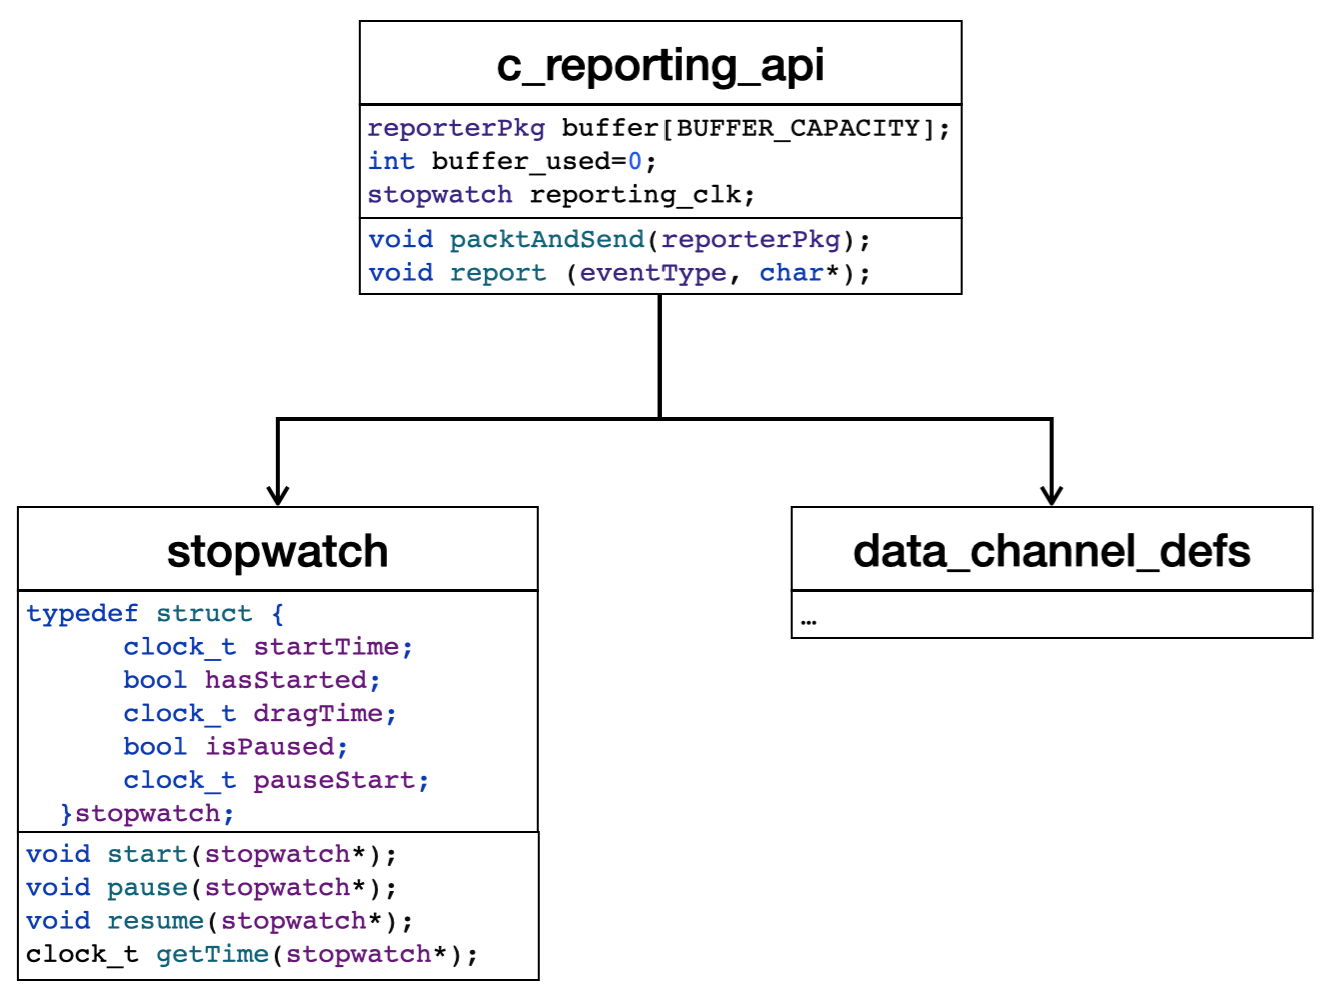 c_reporting_api
reporterPkg buffer[BUFFER_CAPACITY];
int buffer_used=0;
stopwatch reporting_clk;
void packtAndSend(reporterPkg);
void report (eventType, char*);
stopwatch
typedef struct {
clock_t startTime;
bool hasStarted;
clock_t dragTime;
bool isPaused;
clock_t pauseStart;
}stopwatch;
void start(stopwatch*);
void pause(stopwatch*);
void resume(stopwatch*);
clock_t getTime(stopwatch*);
data_channel_defs
…